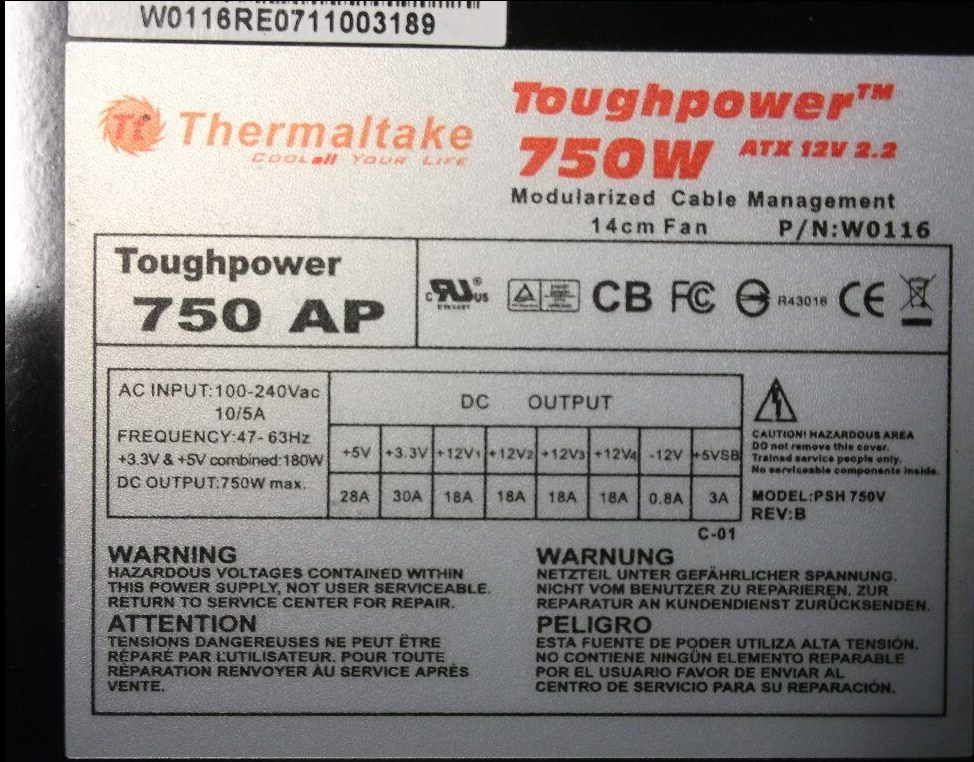 W0116RE0711003189
Thermaltake
COOLall YOUR LIFE
Toughpower™
750W ATX 12V 2.2
Modularized Cable Management
14cm Fan P/N:W0116
Toughpower
750 AP
C RU® US
CB FC R43016 CE
AC INPUT:100-240Vac
10/5A
FREQUENCY:47- 63Hz
+3.3V & +5V combined:180W
DC OUTPUT:750W max.
DC OUTPUT
+5V +3.3V +12V1 +12V2 +12V3 +12V4 -12V +5VSB
28A 30A 18A 18A 18A 18A 0.8A 3A
CAUTION! HAZARDOUS AREA
DO not remove this cover.
Trained service people only.
No serviceable components inside.
MODEL:PSH 750V
REV:B
C-01
WARNING
HAZARDOUS VOLTAGES CONTAINED WITHIN
THIS POWER SUPPLY, NOT USER SERVICEABLE.
RETURN TO SERVICE CENTER FOR REPAIR.
ATTENTION
TENSIONS DANGEREUSES NE PEUT ËTRE
RÉPARÉ PAR L'UTILISATEUR. POUR TOUTE
RÉPARATION RENVOYER AU SERVICE APRÈS
VENTE.
WARNUNG
NETZTEIL UNTER GEFÄHRLICHER SPANNUNG.
NICHT VOM BENUTZER ZU REPARIEREN. ZUR
REPARATUR AN KUNDENDIENST ZURÜCKSENDEN.
PELIGRO
ESTA FUENTE DE PODER UTILIZA ALTA TENSIÓN.
NO CONTIENE NINGÚN ELEMENTO REPARABLE
POR EL USUARIO FAVOR DE ENVIAR AL
CENTRO DE SERVICIO PARA SU REPARACIÓN.